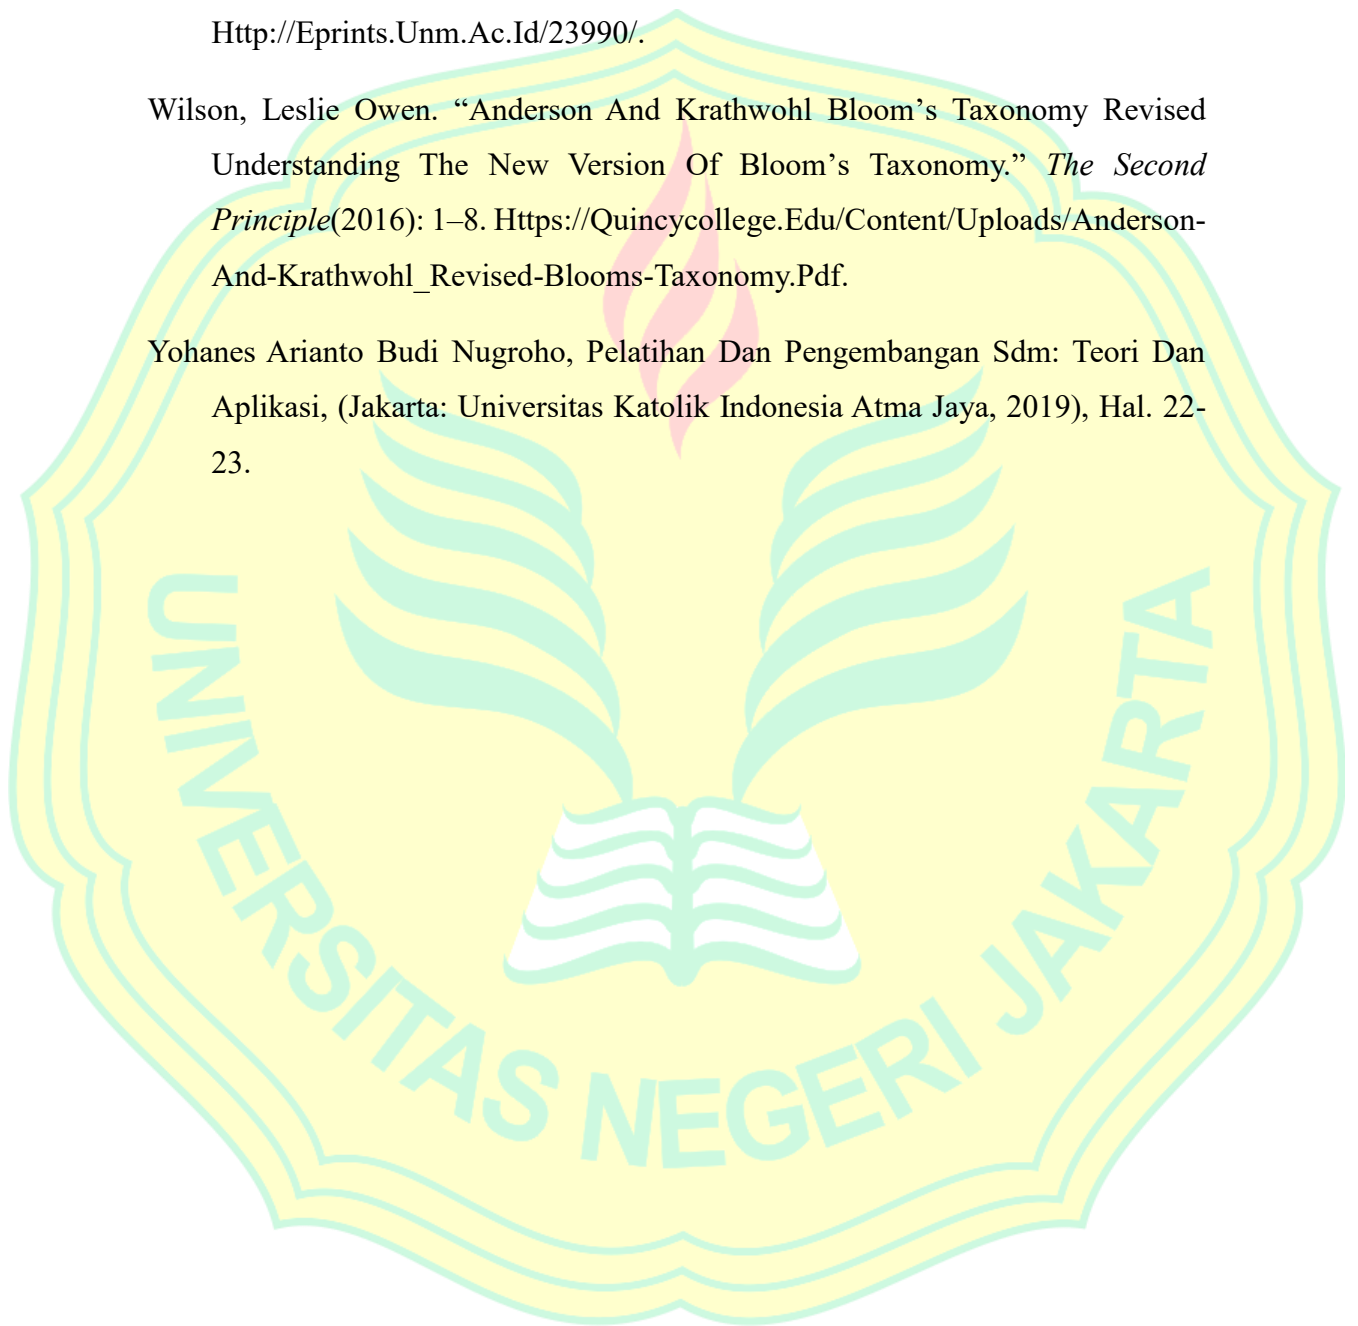 Http://Eprints.Unm.Ac.Id/23990/.
Wilson, Leslie Owen. “Anderson And Krathwohl Bloom’s Taxonomy Revised
Understanding The New Version Of Bloom’s Taxonomy.” The Second
Principle(2016): 1–8. Https://Quincycollege.Edu/Content/Uploads/Anderson-
And-Krathwohl_Revised-Blooms-Taxonomy.Pdf.
Yohanes Arianto Budi Nugroho, Pelatihan Dan Pengembangan Sdm: Teori Dan
Aplikasi, (Jakarta: Universitas Katolik Indonesia Atma Jaya, 2019), Hal. 22-
23.
UNIVERSITAS NEGERI JAKARTA